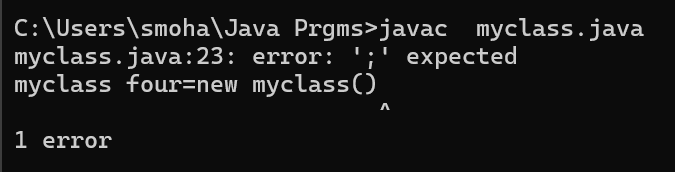 C:\Users\smoha\Java Prgms>javac  myclass.java
myclass.java:23: error: ';' expected
myclass four=new myclass()
                          ^
1 error